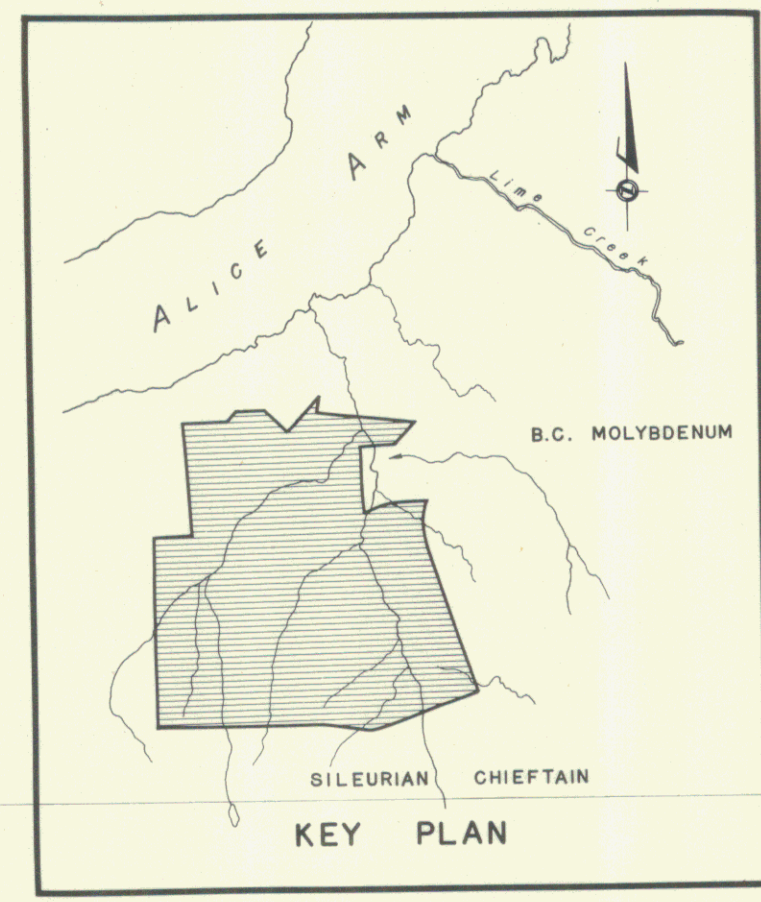 ALICE ARM
Lime Creek
N
B.C. MOLYBDENUM
SILEURIAN CHIEFTAIN
KEY PLAN